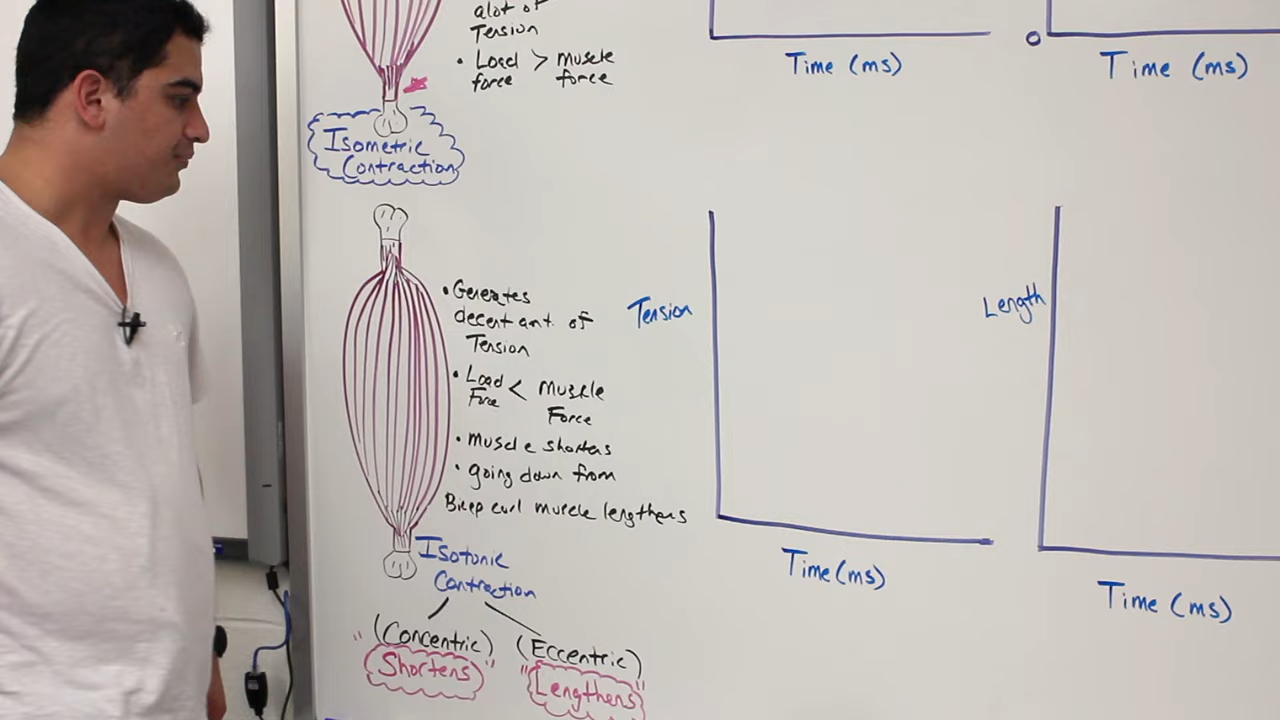 alot of
Tension
• Load > muscle
force force
Isometric
Contraction
Time (ms)
Time (ms)
• Generates
decent amt. of
Tension
• Load < Muscle
Force Force
• Muscle shortens
• going down from
Bicep curl muscle lengthens
Isotonic
Contraction
(Concentric)
"Shortens"
(Eccentric)
"Lengthens"
Tension
Time (ms)
Length
Time (ms)